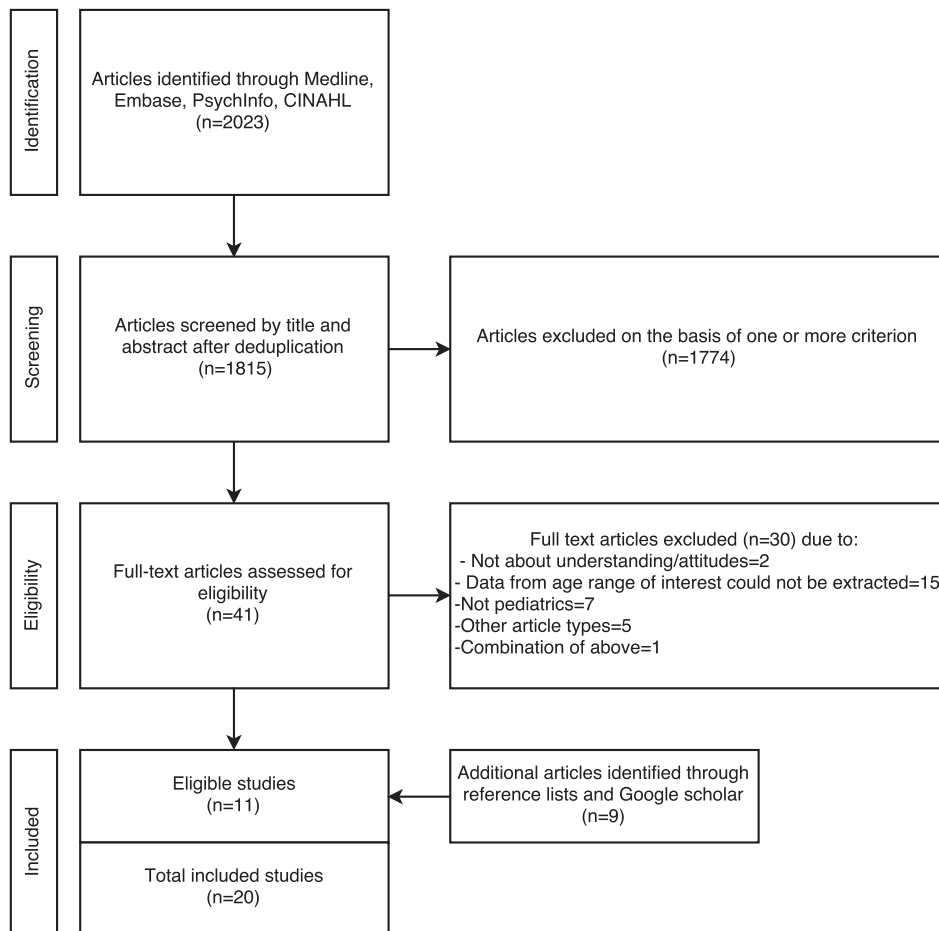 Identification
Articles identified through Medline,
Embase, PsychInfo, CINAHL
(n=2023)
Screening
Articles screened by title and
abstract after deduplication
(n=1815)
Articles excluded on the basis of one or more criterion
(n=1774)
Eligibility
Full-text articles assessed for
eligibility
(n=41)
Full text articles excluded (n=30) due to:
- Not about understanding/attitudes=2
- Data from age range of interest could not be extracted=15
-Not pediatrics=7
-Other article types=5
-Combination of above=1
Included
Eligible studies
(n=11)
Additional articles identified through
reference lists and Google scholar
(n=9)
Total included studies
(n=20)